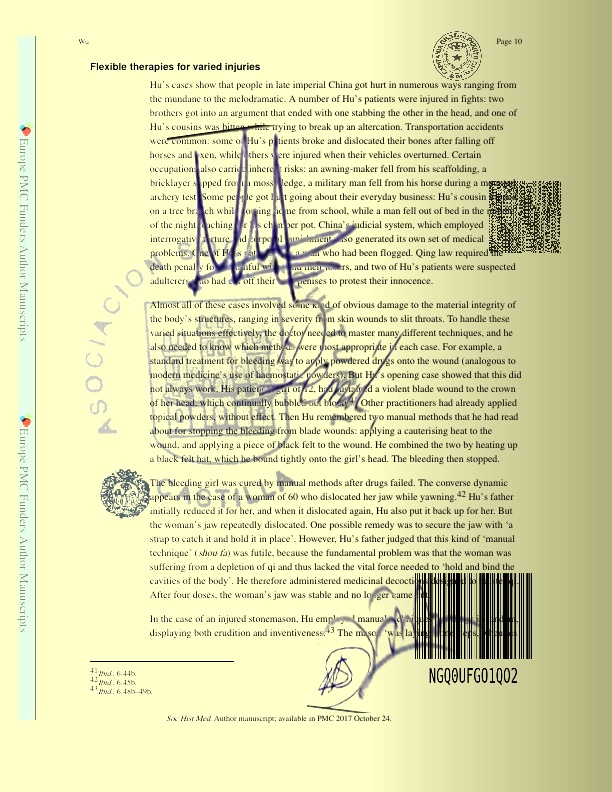 Wu
Page 10
Flexible therapies for varied injuries
Hu's cases show that people in late imperial China got hurt in numerous ways ranging from
the mundane to the melodramatic. A number of Hu's patients were injured in fights: two
brothers got into an argument that ended with one stabbing the other in the head, and one of
Hu's cousins was bitten while trying to break up an altercation. Transportation accidents
were common: some of Hu's patients broke and dislocated their bones after falling off
horses and oxen, while others were injured when their vehicles overturned. Certain
occupations also carried inherent risks: an awning-maker fell from his scaffolding, a
bricklayer slipped from a mossy ledge, a military man fell from his horse during a
archery test. Some people got hurt going about their everyday business: Hu's cousin
on a tree branch while coming home from school, while a man fell out of bed in the
of the night reaching for his chamber pot. China's judicial system, which employed
interrogative torture and corporal punishment, also generated its own set of medical
problems. One of Hu's patients was a man who had been flogged. Qing law required the
death penalty for unfaithful wives and their lovers, and two of Hu's patients were suspected
adulterers who had cut off their penises to protest their innocence.
Almost all of these cases involved some kind of obvious damage to the material integrity of
the body's structures, ranging in severity from skin wounds to slit throats. To handle these
varied situations effectively, the doctor needed to master many different techniques, and he
also needed to know which methods were most appropriate in each case. For example, a
standard treatment for bleeding was to apply powdered drugs onto the wound (analogous to
modern medicine's use of haemostatic powders). But Hu's opening case showed that this did
not always work. His patient, a girl of 12, had sustained a violent blade wound to the crown
of her head, which continually bubbled out blood.41 Other practitioners had already applied
topical powders, without effect. Then Hu remembered two manual methods that he had read
about for stopping the bleeding from blade wounds: applying a cauterising heat to the
wound, and applying a piece of black felt to the wound. He combined the two by heating up
a black felt hat, which he bound tightly onto the girl's head. The bleeding then stopped.
The bleeding girl was cured by manual methods after drugs failed. The converse dynamic
appears in the case of a woman of 60 who dislocated her jaw while yawning.42 Hu's father
initially reduced it for her, and when it dislocated again, Hu also put it back up for her. But
the woman's jaw repeatedly dislocated. One possible remedy was to secure the jaw with 'a
strap to catch it and hold it in place'. However, Hu's father judged that this kind of 'manual
technique' (shou fa) was futile, because the fundamental problem was that the woman was
suffering from a depletion of qi and thus lacked the vital force needed to 'hold and bind the
cavities of the body'. He therefore administered medicinal decoctions designed to
After four doses, the woman's jaw was stable and no longer came
In the case of an injured stonemason, Hu employed manual
displaying both erudition and inventiveness.43 The mason 'was laying stone steps,
41Ibid., 6:44b.
42Ibid., 6:45b.
43Ibid., 6:48b–49b.
Soc Hist Med. Author manuscript; available in PMC 2017 October 24.
Europe PMC Funders Author Manuscripts
Europe PMC Funders Author Manuscripts
ASOCIACION
CASTILLA
NGQ0UFG01Q02